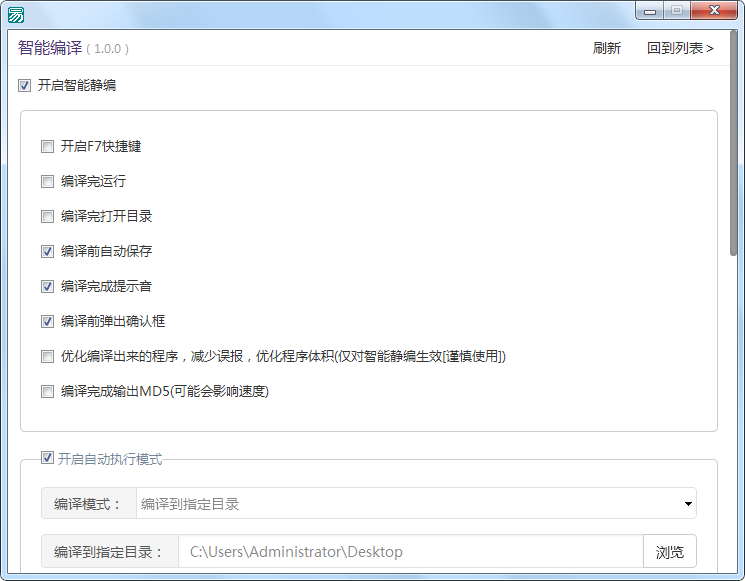 易
智能编译 ( 1.0.0 ) 刷新 回到列表 >
开启智能静编
开启F7快捷键
编译完运行
编译完打开目录
编译前自动保存
编译完成提示音
编译前弹出确认框
优化编译出来的程序，减少误报，优化程序体积(仅对智能静编生效[谨慎使用])
编译完成输出MD5(可能会影响速度)
开启自动执行模式
编译模式： 编译到指定目录
编译到指定目录： C:\Users\Administrator\Desktop 浏览